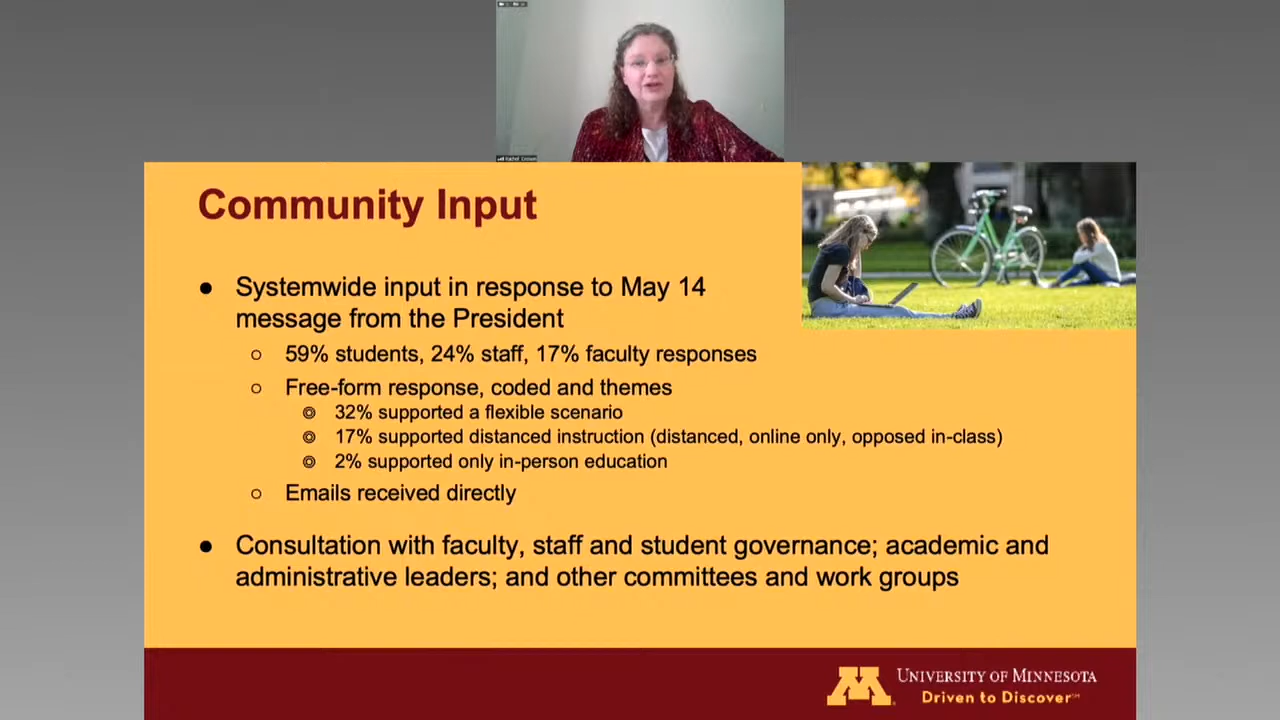 Community Input
● Systemwide input in response to May 14
message from the President
○ 59% students, 24% staff, 17% faculty responses
○ Free-form response, coded and themes
◎ 32% supported a flexible scenario
◎ 17% supported distanced instruction (distanced, online only, opposed in-class)
◎ 2% supported only in-person education
○ Emails received directly
● Consultation with faculty, staff and student governance; academic and
administrative leaders; and other committees and work groups
M
UNIVERSITY OF MINNESOTA
Driven to Discover℠